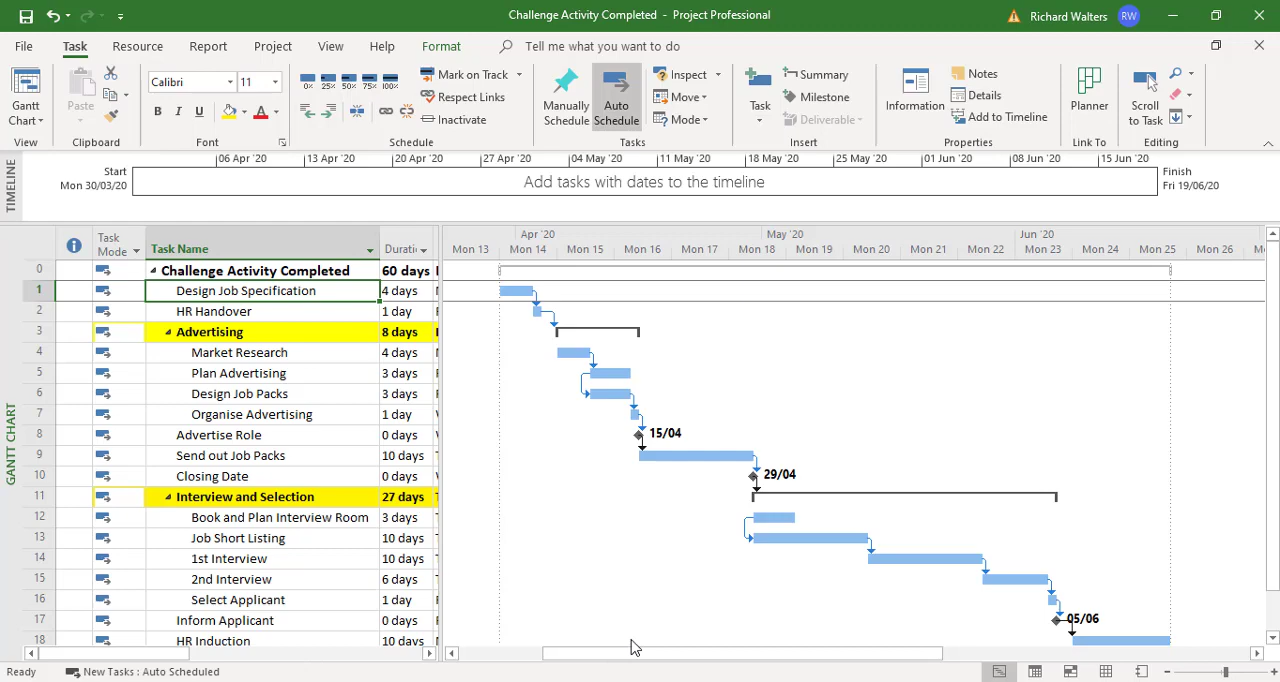 Challenge Activity Completed - Project Professional
Richard Walters RW
File Task Resource Report Project View Help Format Tell me what you want to do
Calibri 11
0% 25% 50% 75% 100%
Mark on Track
Respect Links
Inactivate
Gantt Chart
Paste
B I U A
Manually Schedule
Auto Schedule
Inspect
Move
Mode
Task
Summary
Milestone
Deliverable
Information
Notes
Details
Add to Timeline
Planner
Scroll to Task
View Clipboard Font Schedule Tasks Insert Properties Link To Editing
TIMELINE
06 Apr '20 13 Apr '20 20 Apr '20 27 Apr '20 04 May '20 11 May '20 18 May '20 25 May '20 01 Jun '20 08 Jun '20 15 Jun '20
Start
Mon 30/03/20
Add tasks with dates to the timeline
Finish
Fri 19/06/20
GANTT CHART
Task Mode Task Name Durati
Apr '20 May '20 Jun '20
Mon 13 Mon 14 Mon 15 Mon 16 Mon 17 Mon 18 Mon 19 Mon 20 Mon 21 Mon 22 Mon 23 Mon 24 Mon 25 Mon 26
0 Challenge Activity Completed 60 days
1 Design Job Specification 4 days
2 HR Handover 1 day
3 Advertising 8 days
4 Market Research 4 days
5 Plan Advertising 3 days
6 Design Job Packs 3 days
7 Organise Advertising 1 day
8 Advertise Role 0 days 15/04
9 Send out Job Packs 10 days
10 Closing Date 0 days 29/04
11 Interview and Selection 27 days
12 Book and Plan Interview Room 3 days
13 Job Short Listing 10 days
14 1st Interview 10 days
15 2nd Interview 6 days
16 Select Applicant 1 day
17 Inform Applicant 0 days 05/06
18 HR Induction 10 days
Ready New Tasks : Auto Scheduled